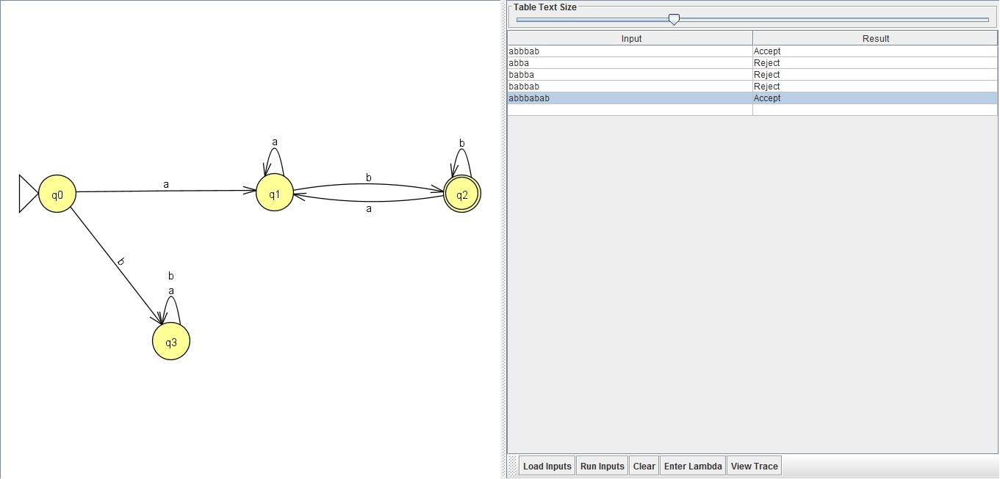 Table Text Size
Input Result
abbbab Accept
abba Reject
babba Reject
babbab Reject
abbbabab Accept
a
b
a
b
q0
q1
q2
a
b
b
a
q3
Load Inputs Run Inputs Clear Enter Lambda View Trace